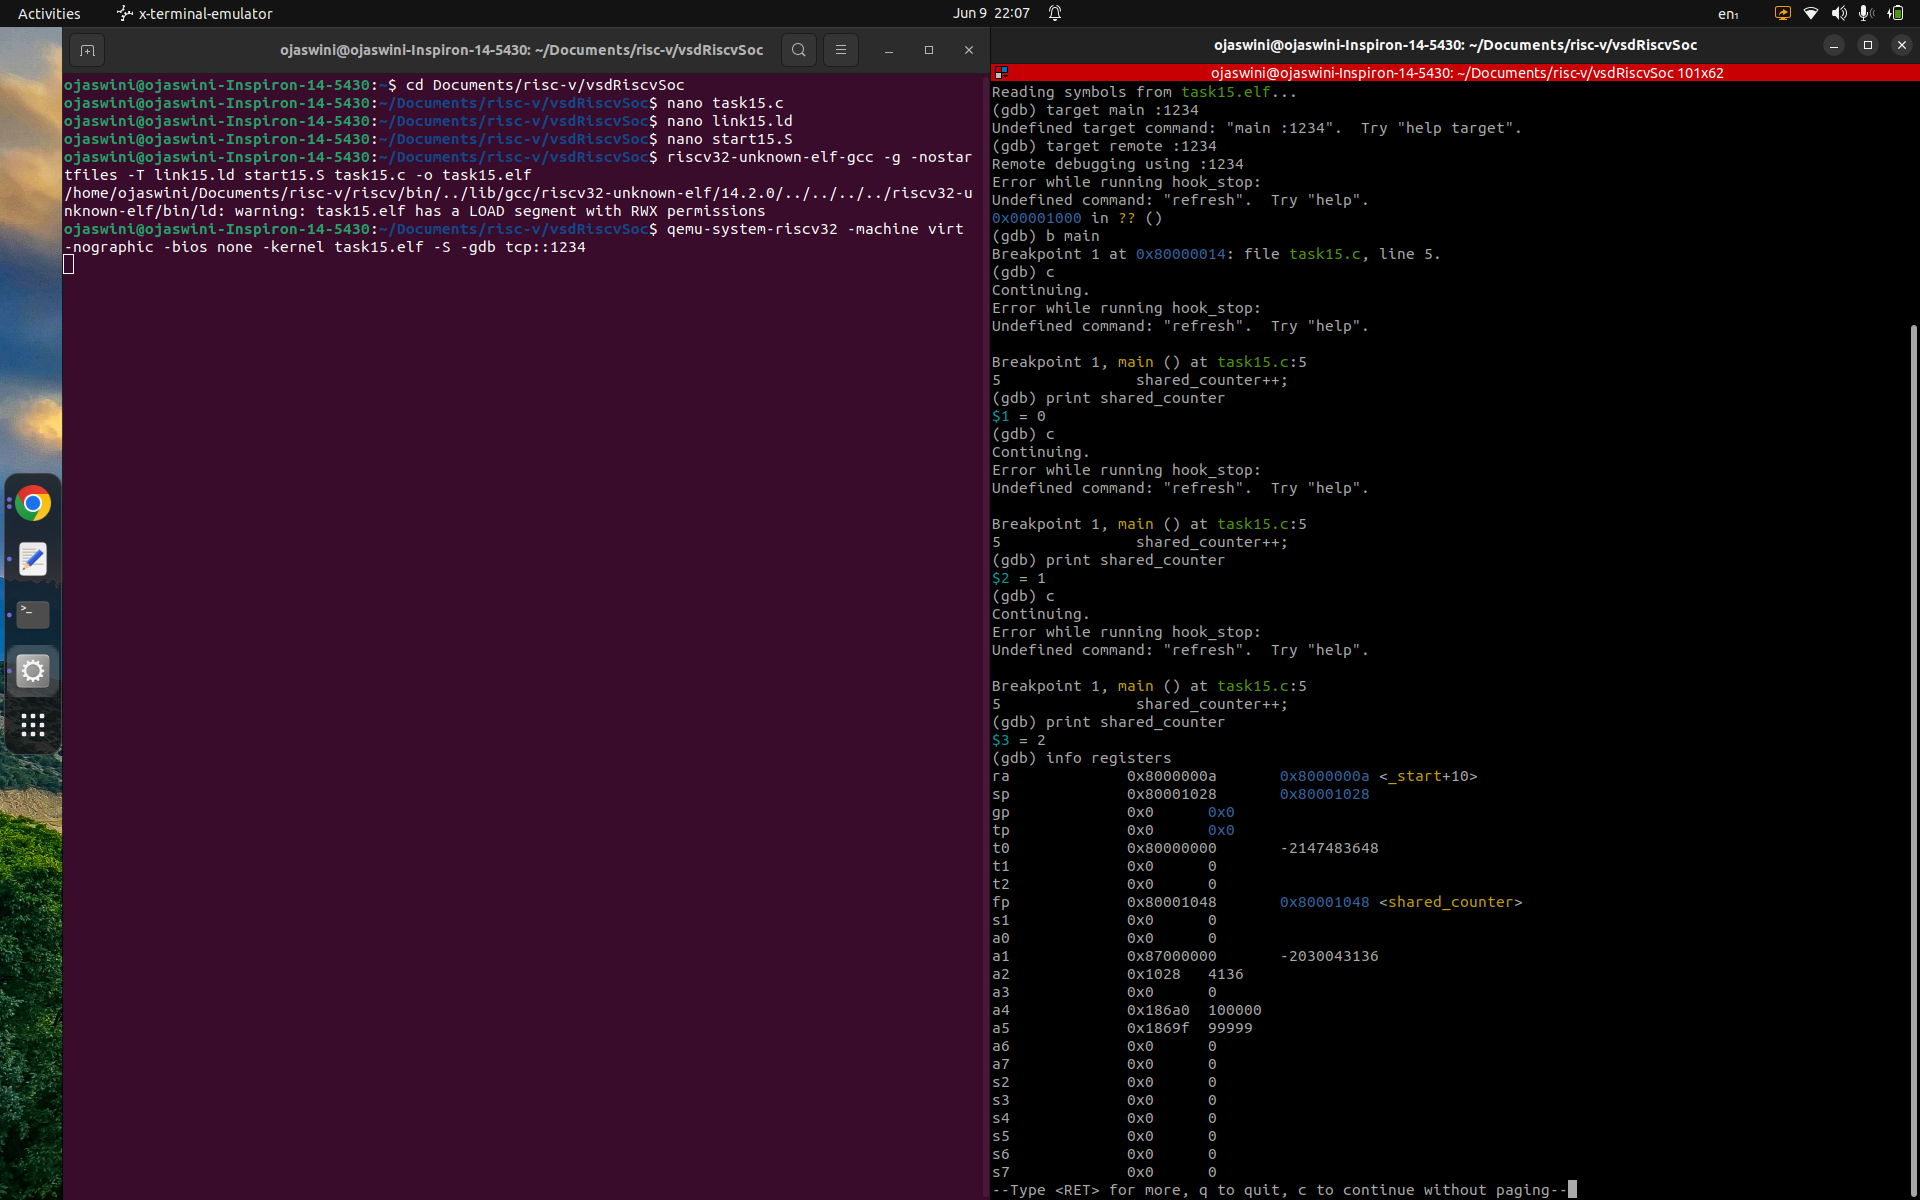 Activities
x-terminal-emulator
Jun 9 22:07
en₁
ojaswini@ojaswini-Inspiron-14-5430: ~/Documents/risc-v/vsdRiscvSoc
ojaswini@ojaswini-Inspiron-14-5430:~$ cd Documents/risc-v/vsdRiscvSoc
ojaswini@ojaswini-Inspiron-14-5430:~/Documents/risc-v/vsdRiscvSoc$ nano task15.c
ojaswini@ojaswini-Inspiron-14-5430:~/Documents/risc-v/vsdRiscvSoc$ nano link15.ld
ojaswini@ojaswini-Inspiron-14-5430:~/Documents/risc-v/vsdRiscvSoc$ nano start15.S
ojaswini@ojaswini-Inspiron-14-5430:~/Documents/risc-v/vsdRiscvSoc$ riscv32-unknown-elf-gcc -g -nostar
tfiles -T link15.ld start15.S task15.c -o task15.elf
/home/ojaswini/Documents/risc-v/riscv/bin/../lib/gcc/riscv32-unknown-elf/14.2.0/../../../../riscv32-u
nknown-elf/bin/ld: warning: task15.elf has a LOAD segment with RWX permissions
ojaswini@ojaswini-Inspiron-14-5430:~/Documents/risc-v/vsdRiscvSoc$ qemu-system-riscv32 -machine virt
-nographic -bios none -kernel task15.elf -S -gdb tcp::1234
ojaswini@ojaswini-Inspiron-14-5430: ~/Documents/risc-v/vsdRiscvSoc
ojaswini@ojaswini-Inspiron-14-5430: ~/Documents/risc-v/vsdRiscvSoc 101x62
Reading symbols from task15.elf...
(gdb) target main :1234
Undefined target command: "main :1234".  Try "help target".
(gdb) target remote :1234
Remote debugging using :1234
Error while running hook_stop:
Undefined command: "refresh".  Try "help".
0x00001000 in ?? ()
(gdb) b main
Breakpoint 1 at 0x80000014: file task15.c, line 5.
(gdb) c
Continuing.
Error while running hook_stop:
Undefined command: "refresh".  Try "help".
Breakpoint 1, main () at task15.c:5
5               shared_counter++;
(gdb) print shared_counter
$1 = 0
(gdb) c
Continuing.
Error while running hook_stop:
Undefined command: "refresh".  Try "help".
Breakpoint 1, main () at task15.c:5
5               shared_counter++;
(gdb) print shared_counter
$2 = 1
(gdb) c
Continuing.
Error while running hook_stop:
Undefined command: "refresh".  Try "help".
Breakpoint 1, main () at task15.c:5
5               shared_counter++;
(gdb) print shared_counter
$3 = 2
(gdb) info registers
ra             0x8000000a       0x8000000a <_start+10>
sp             0x80001028       0x80001028
gp             0x0      0x0
tp             0x0      0x0
t0             0x80000000       -2147483648
t1             0x0      0
t2             0x0      0
fp             0x80001048       0x80001048 <shared_counter>
s1             0x0      0
a0             0x0      0
a1             0x87000000       -2030043136
a2             0x1028   4136
a3             0x0      0
a4             0x186a0  100000
a5             0x1869f  99999
a6             0x0      0
a7             0x0      0
s2             0x0      0
s3             0x0      0
s4             0x0      0
s5             0x0      0
s6             0x0      0
s7             0x0      0
--Type <RET> for more, q to quit, c to continue without paging--